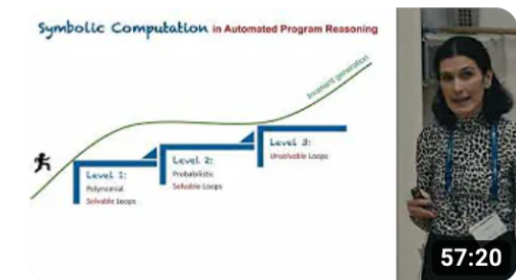 Symbolic Computation in Automated Program Reasoning
Invariant generation
Level 1:
Polynomial
Solvable Loops
Level 2:
Probabilistic
Solvable Loops
Level 3:
Unsolvable Loops
57:20